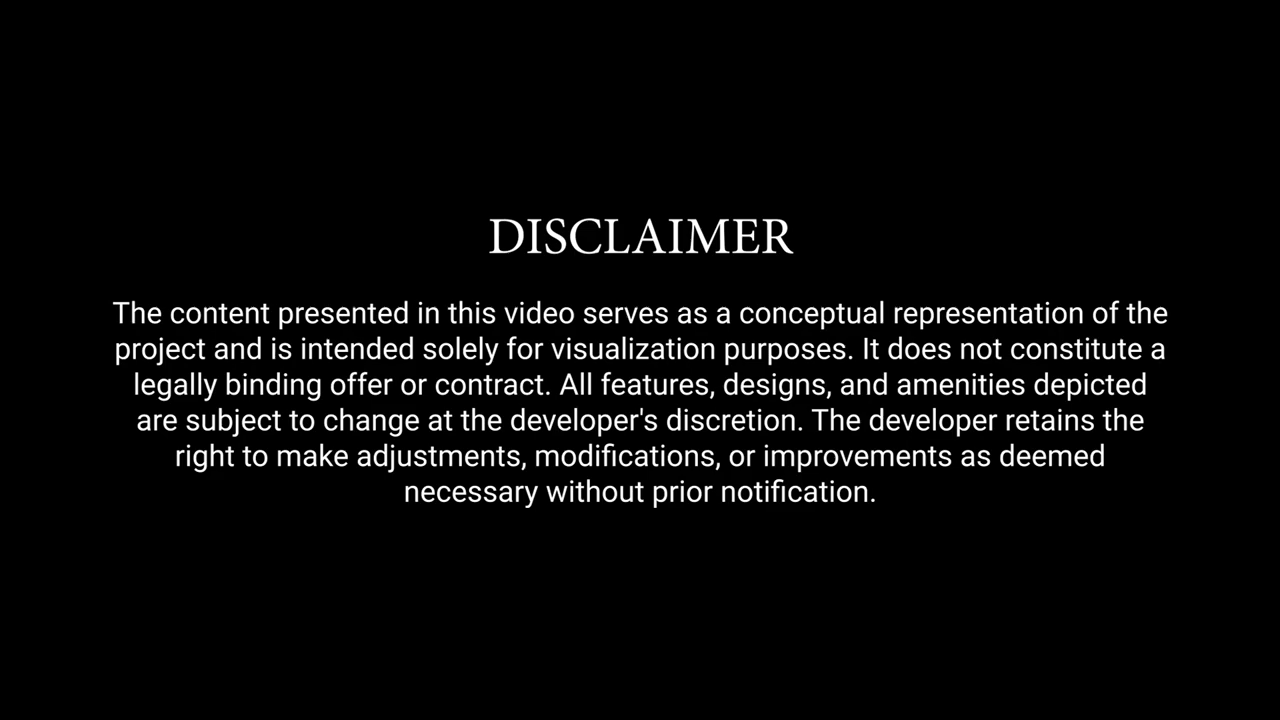 DISCLAIMER
The content presented in this video serves as a conceptual representation of the
project and is intended solely for visualization purposes. It does not constitute a
legally binding offer or contract. All features, designs, and amenities depicted
are subject to change at the developer's discretion. The developer retains the
right to make adjustments, modifications, or improvements as deemed
necessary without prior notification.